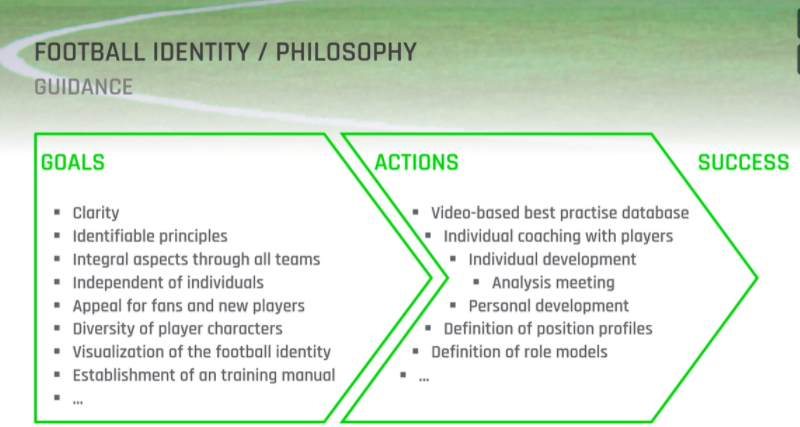 FOOTBALL IDENTITY / PHILOSOPHY
GUIDANCE
GOALS
▪ Clarity
▪ Identifiable principles
▪ Integral aspects through all teams
▪ Independent of individuals
▪ Appeal for fans and new players
▪ Diversity of player characters
▪ Visualization of the football identity
▪ Establishment of an training manual
▪ ...
ACTIONS
▪ Video-based best practise database
▪ Individual coaching with players
▪ Individual development
▪ Analysis meeting
▪ Personal development
▪ Definition of position profiles
▪ Definition of role models
▪ ...
SUCCESS